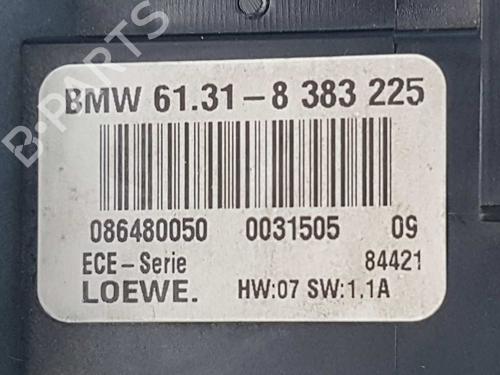 B-PARTS
BMW 61.31-8 383 225
086480050 0031505 09
ECE-Serie 84421
LOEWE. HW:07 SW:1.1A